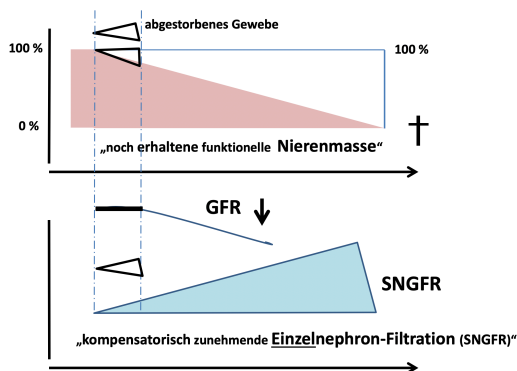 abgestorbenes Gewebe
100 %
100 %
0 %
„noch erhaltene funktionelle Nierenmasse“
GFR
SNGFR
„kompensatorisch zunehmende Einzelnephron-Filtration (SNGFR)“